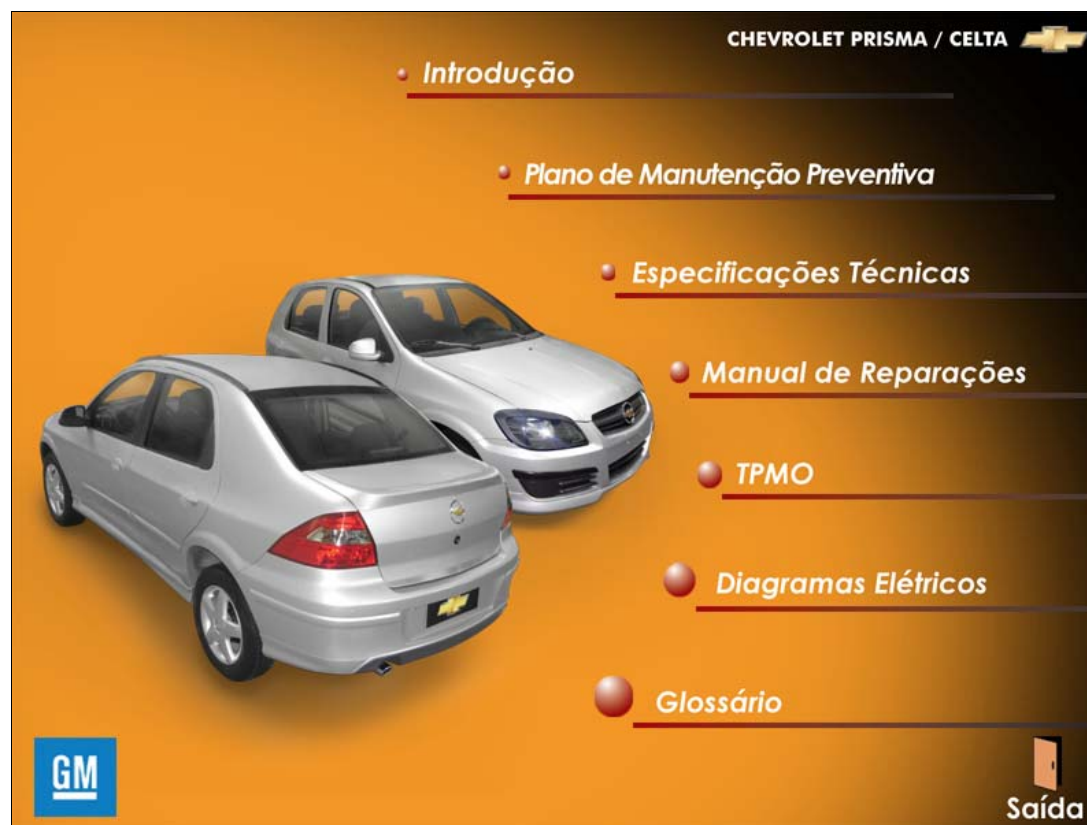 CHEVROLET PRISMA / CELTA
Introdução
Plano de Manutenção Preventiva
Especificações Técnicas
Manual de Reparações
TPMO
Diagramas Elétricos
Glossário
GM
Saída